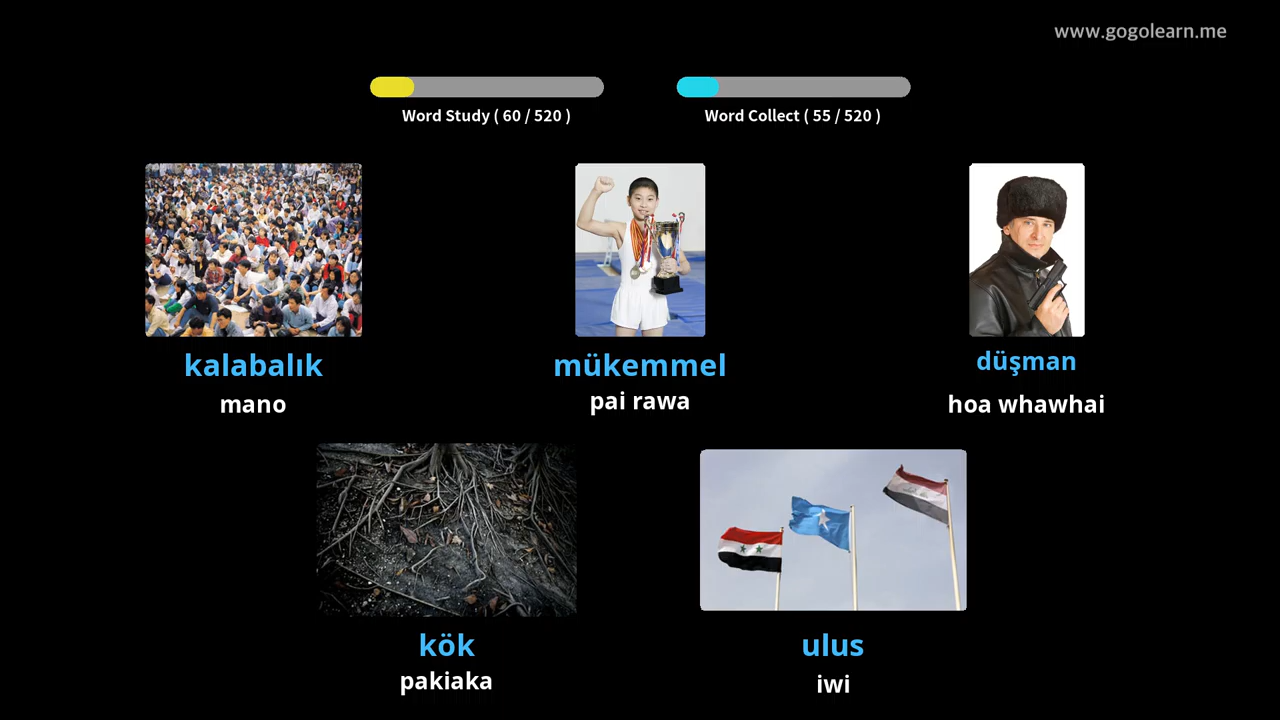 www.gogolearn.me
Word Study ( 60 / 520 )
Word Collect ( 55 / 520 )
kalabalık
mano
mükemmel
pai rawa
düşman
hoa whawhai
kök
pakiaka
ulus
iwi